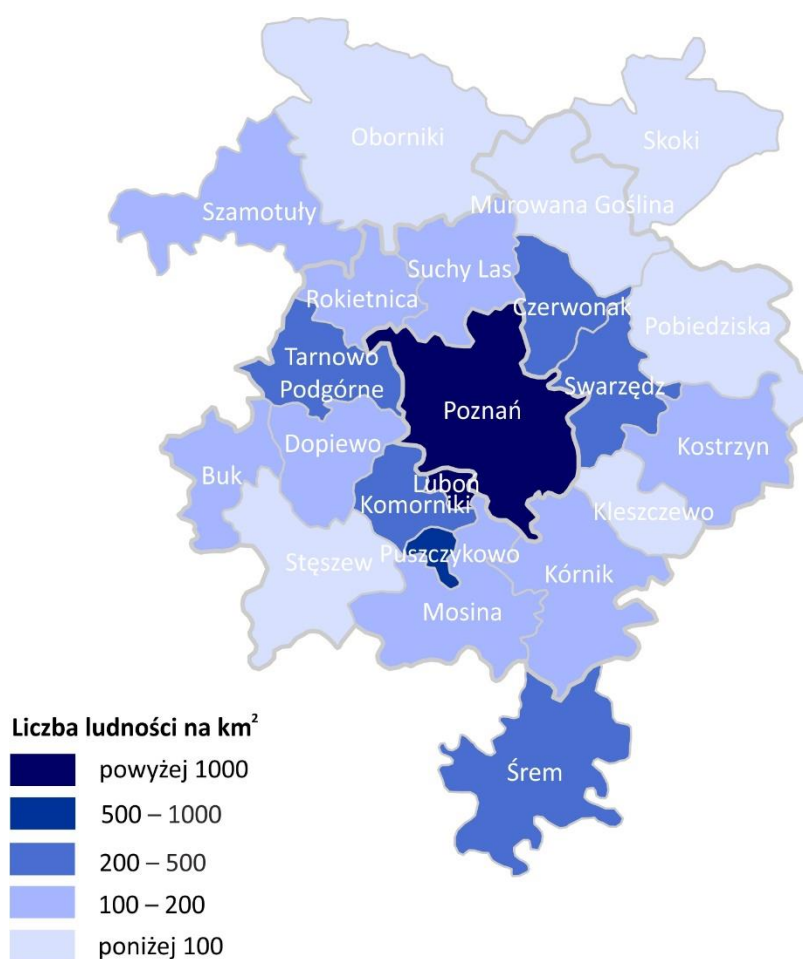 Oborniki
Skoki
Szamotuły
Murowana Goślina
Suchy Las
Rokietnica
Czerwonak
Pobiedziska
Tarnowo
Podgórne
Swarzędz
Poznań
Dopiewo
Kostrzyn
Buk
Luboń
Komorniki
Kleszczewo
Puszczykowo
Stęszew
Kórnik
Mosina
Śrem
Liczba ludności na km²
powyżej 1000
500 – 1000
200 – 500
100 – 200
poniżej 100